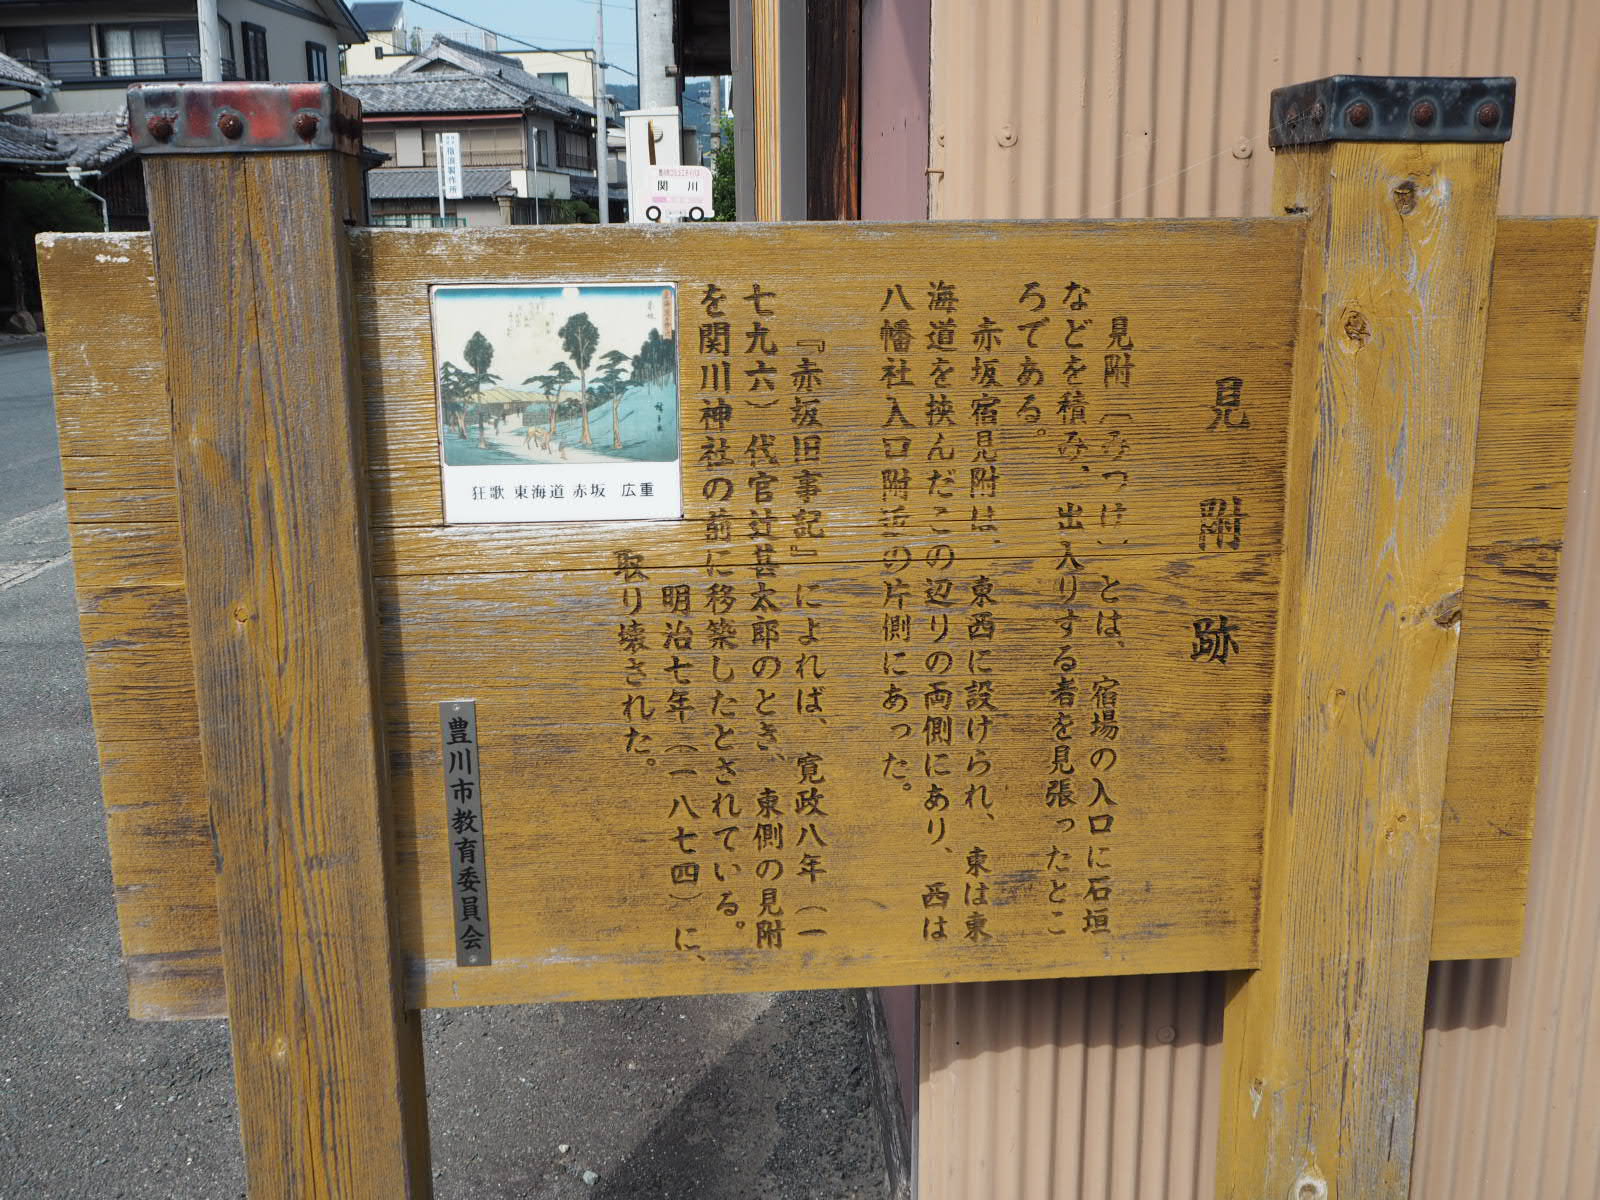 見附跡
見附（みつけ）とは、宿場の入口に石垣
などを積み、出入りする者を見張ったとこ
ろである。
赤坂宿見附は、東西に設けられ、東は東
海道を挟んだこの辺りの両側にあり、西は
八幡社入口附近の片側にあった。
『赤坂旧事記』によれば、寛政八年（一
七九六）代官辻甚太郎のとき、東側の見附
を関川神社の前に移築したとされている。
明治七年（一八七四）に、
取り壊された。
狂歌 東海道 赤坂 広重
豊川市教育委員会
関川